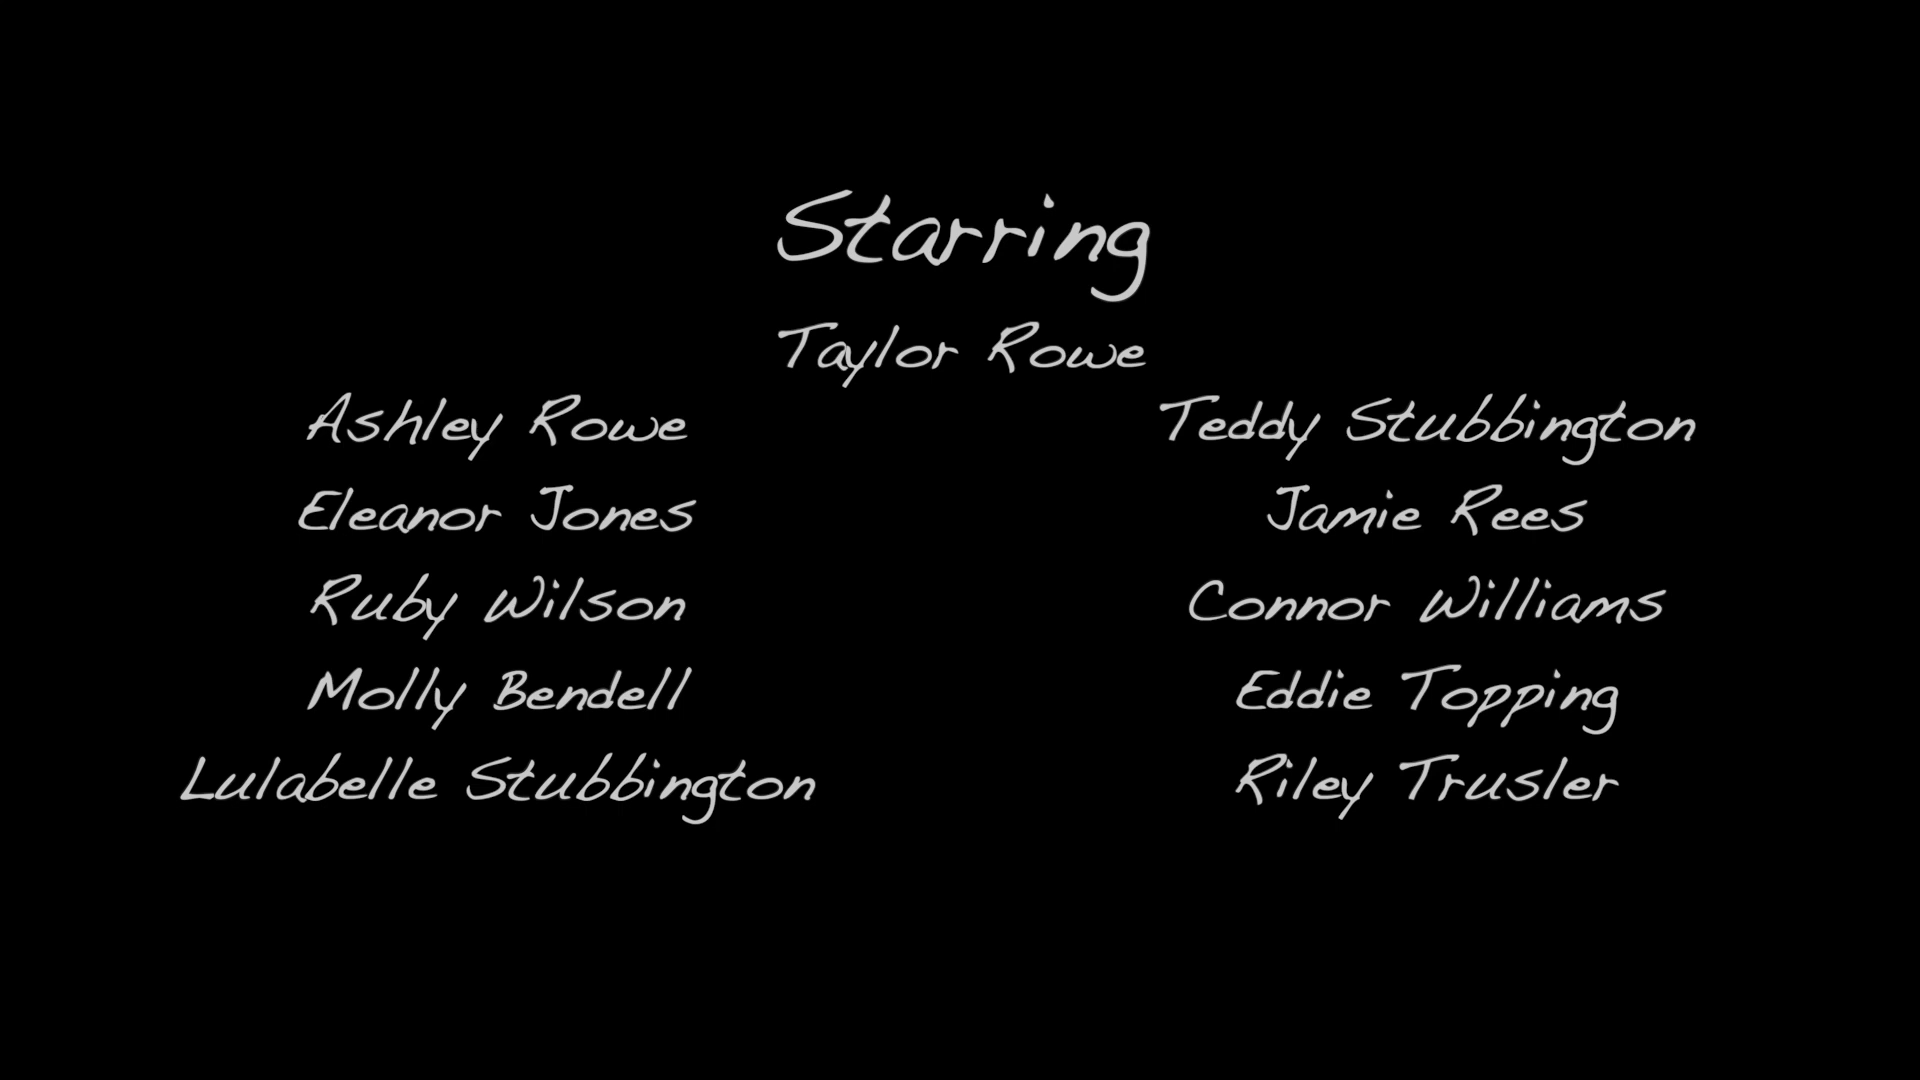 Starring
Taylor Rowe
Ashley Rowe
Teddy Stubbington
Eleanor Jones
Jamie Rees
Ruby Wilson
Connor Williams
Molly Bendell
Eddie Topping
Lulabelle Stubbington
Riley Trusler